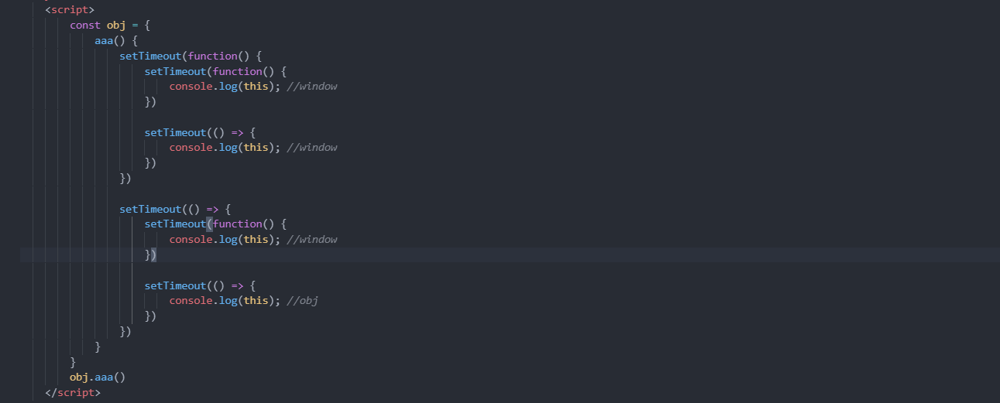 <script>
const obj = {
aaa() {
setTimeout(function() {
setTimeout(function() {
console.log(this); //window
})
setTimeout(() => {
console.log(this); //window
})
})
setTimeout(() => {
setTimeout(function() {
console.log(this); //window
})
setTimeout(() => {
console.log(this); //obj
})
})
}
}
obj.aaa()
</script>